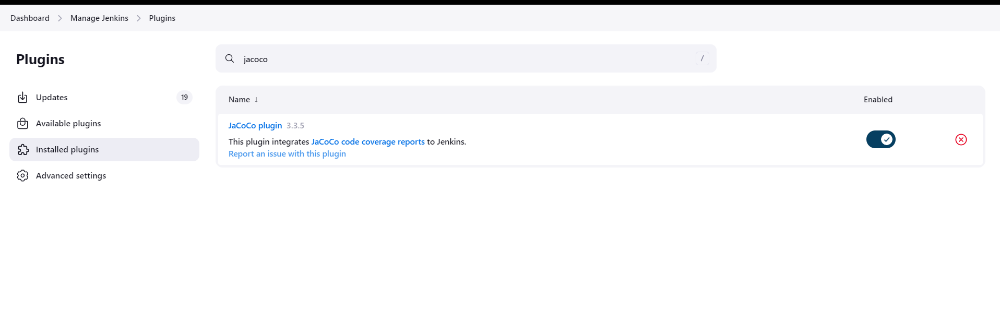 Dashboard > Manage Jenkins > Plugins
Plugins
Updates 19
Available plugins
Installed plugins
Advanced settings
jacoco /
Name ↓ Enabled
JaCoCo plugin 3.3.5
This plugin integrates JaCoCo code coverage reports to Jenkins.
Report an issue with this plugin